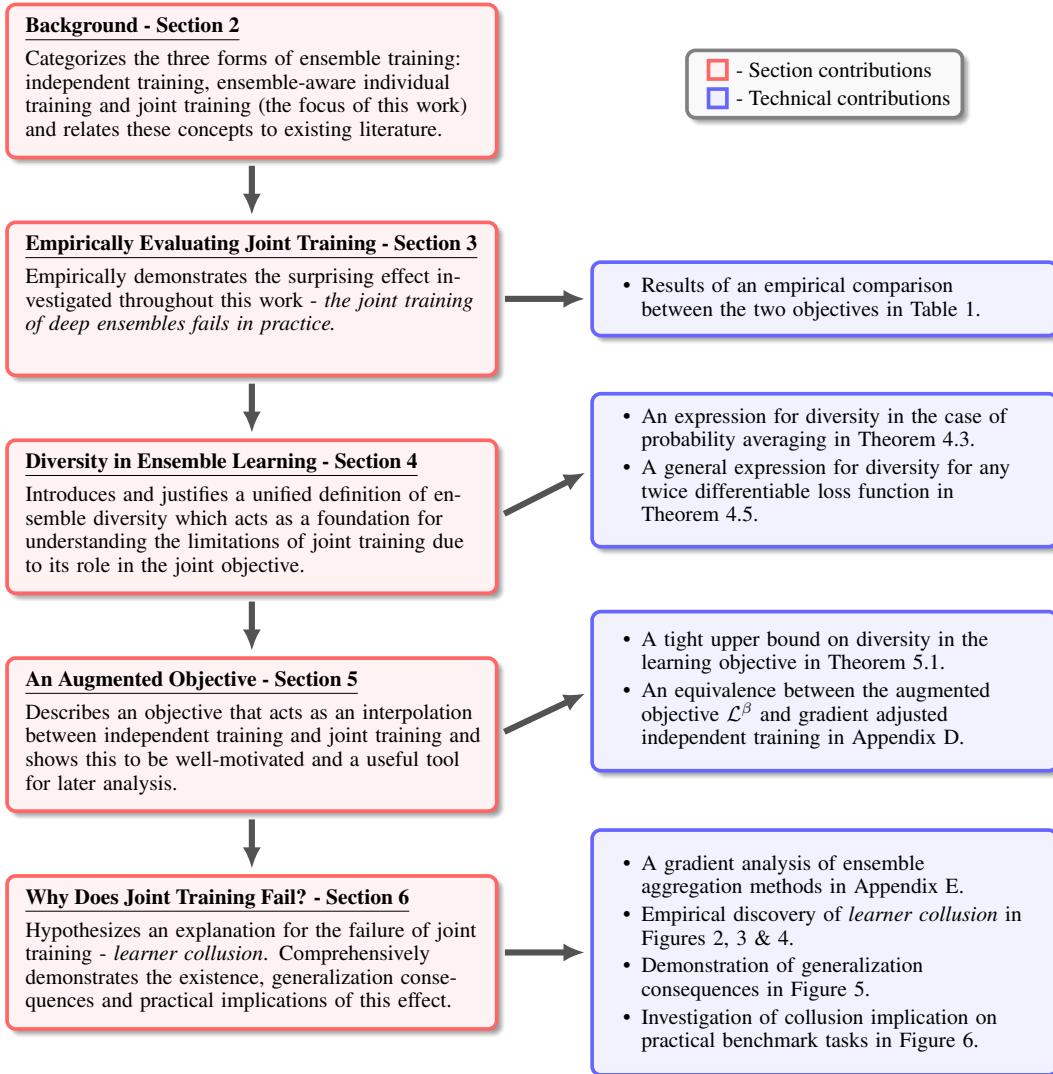 Background - Section 2
Categorizes the three forms of ensemble training:
independent training, ensemble-aware individual
training and joint training (the focus of this work)
and relates these concepts to existing literature.
- Section contributions
- Technical contributions
Empirically Evaluating Joint Training - Section 3
Empirically demonstrates the surprising effect in-
vestigated throughout this work - the joint training
of deep ensembles fails in practice.
• Results of an empirical comparison
between the two objectives in Table 1.
Diversity in Ensemble Learning - Section 4
Introduces and justifies a unified definition of en-
semble diversity which acts as a foundation for
understanding the limitations of joint training due
to its role in the joint objective.
• An expression for diversity in the case of
probability averaging in Theorem 4.3.
• A general expression for diversity for any
twice differentiable loss function in
Theorem 4.5.
An Augmented Objective - Section 5
Describes an objective that acts as an interpolation
between independent training and joint training and
shows this to be well-motivated and a useful tool
for later analysis.
• A tight upper bound on diversity in the
learning objective in Theorem 5.1.
• An equivalence between the augmented
objective ℒ^β and gradient adjusted
independent training in Appendix D.
Why Does Joint Training Fail? - Section 6
Hypothesizes an explanation for the failure of joint
training - learner collusion. Comprehensively
demonstrates the existence, generalization conse-
quences and practical implications of this effect.
• A gradient analysis of ensemble
aggregation methods in Appendix E.
• Empirical discovery of learner collusion in
Figures 2, 3 & 4.
• Demonstration of generalization
consequences in Figure 5.
• Investigation of collusion implication on
practical benchmark tasks in Figure 6.